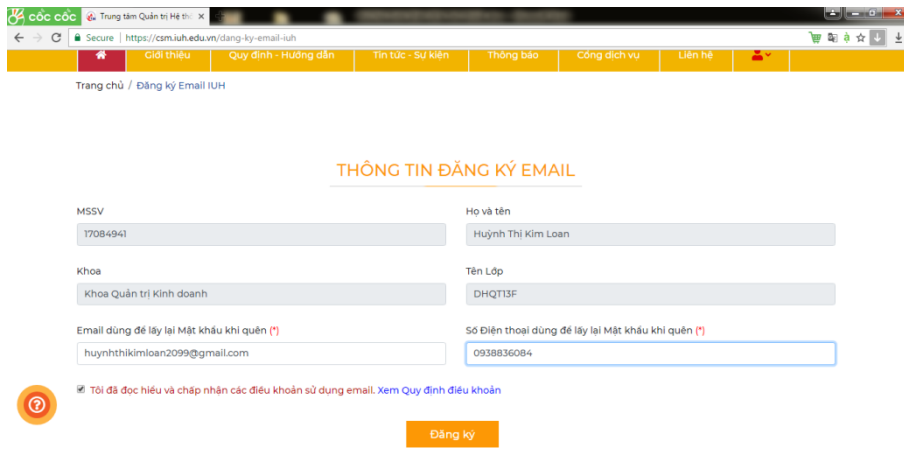 cốc cốc
Trung tâm Quản trị Hệ thố
Secure | https://csm.iuh.edu.vn/dang-ky-email-iuh
Giới thiệu
Quy định - Hướng dẫn
Tin tức - Sự kiện
Thông báo
Cổng dịch vụ
Liên hệ
Trang chủ / Đăng ký Email IUH
THÔNG TIN ĐĂNG KÝ EMAIL
MSSV
Họ và tên
17084941
Huỳnh Thị Kim Loan
Khoa
Tên Lớp
Khoa Quản trị Kinh doanh
DHQT13F
Email dùng để lấy lại Mật khẩu khi quên (*)
Số Điện thoại dùng để lấy lại Mật khẩu khi quên (*)
huynhthikimloan2099@gmail.com
0938836084
Tôi đã đọc hiểu và chấp nhận các điều khoản sử dụng email. Xem Quy định điều khoản
Đăng ký